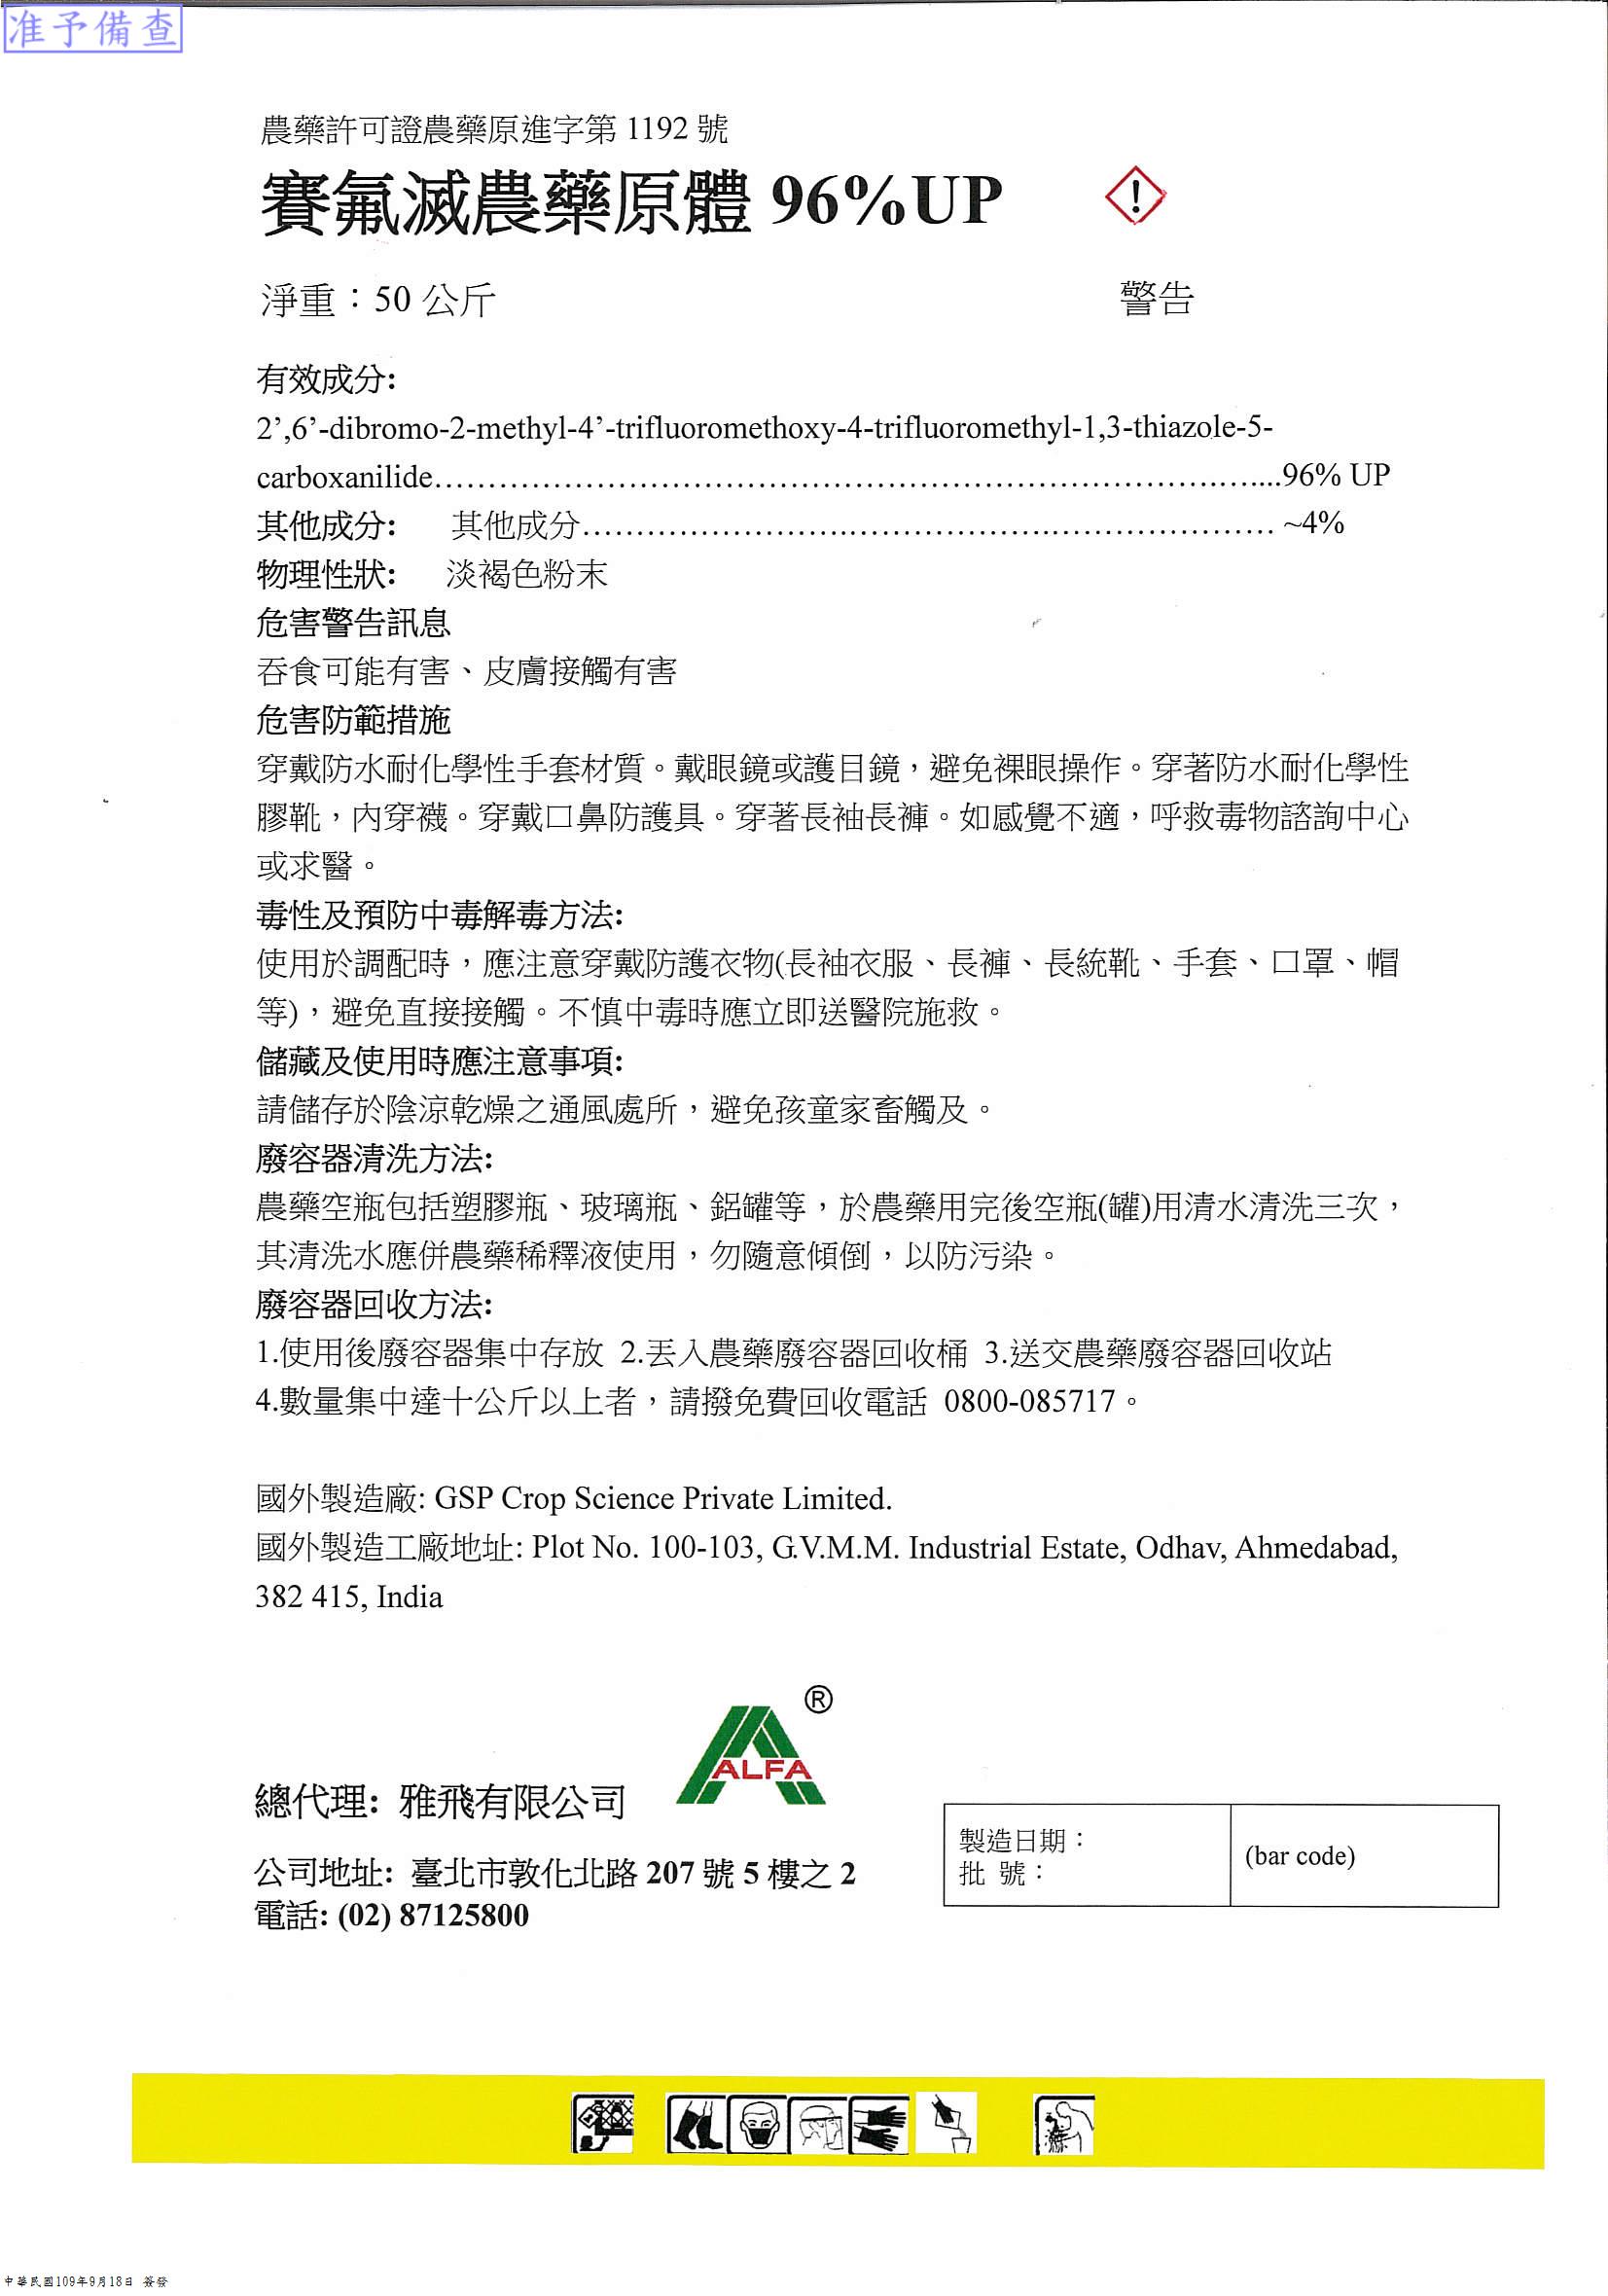 准予備查
農藥許可證農藥原進字第 1192 號
賽氟滅農藥原體 96%UP
!
淨重：50 公斤
警告
有效成分:
2’,6’-dibromo-2-methyl-4’-trifluoromethoxy-4-trifluoromethyl-1,3-thiazole-5-
carboxanilide................................................................................96% UP
其他成分: 其他成分................................................................ ~4%
物理性狀: 淡褐色粉末
危害警告訊息
吞食可能有害、皮膚接觸有害
危害防範措施
穿戴防水耐化學性手套材質。戴眼鏡或護目鏡，避免裸眼操作。穿著防水耐化學性
膠靴，內穿襪。穿戴口鼻防護具。穿著長袖長褲。如感覺不適，呼救毒物諮詢中心
或求醫。
毒性及預防中毒解毒方法:
使用於調配時，應注意穿戴防護衣物(長袖衣服、長褲、長統靴、手套、口罩、帽
等)，避免直接接觸。不慎中毒時應立即送醫院施救。
儲藏及使用時應注意事項:
請儲存於陰涼乾燥之通風處所，避免孩童家畜觸及。
廢容器清洗方法:
農藥空瓶包括塑膠瓶、玻璃瓶、鋁罐等，於農藥用完後空瓶(罐)用清水清洗三次，
其清洗水應併農藥稀釋液使用，勿隨意傾倒，以防污染。
廢容器回收方法:
1.使用後廢容器集中存放 2.丟入農藥廢容器回收桶 3.送交農藥廢容器回收站
4.數量集中達十公斤以上者，請撥免費回收電話 0800-085717。
國外製造廠: GSP Crop Science Private Limited.
國外製造工廠地址: Plot No. 100-103, G.V.M.M. Industrial Estate, Odhav, Ahmedabad,
382 415, India
ALFA ®
總代理: 雅飛有限公司
公司地址: 臺北市敦化北路 207 號 5 樓之 2
電話: (02) 87125800
製造日期：
批 號：
(bar code)
中華民國109年9月18日 簽發